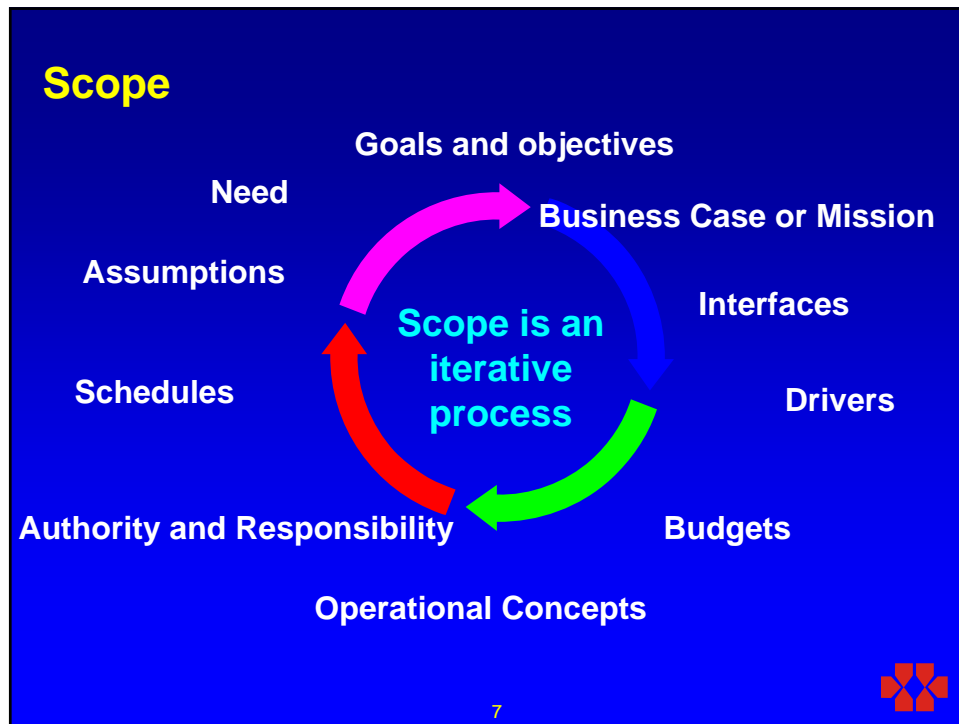 Scope
Goals and objectives
Need
Business Case or Mission
Assumptions
Interfaces
Scope is an
iterative
process
Schedules
Drivers
Authority and Responsibility
Budgets
Operational Concepts
7